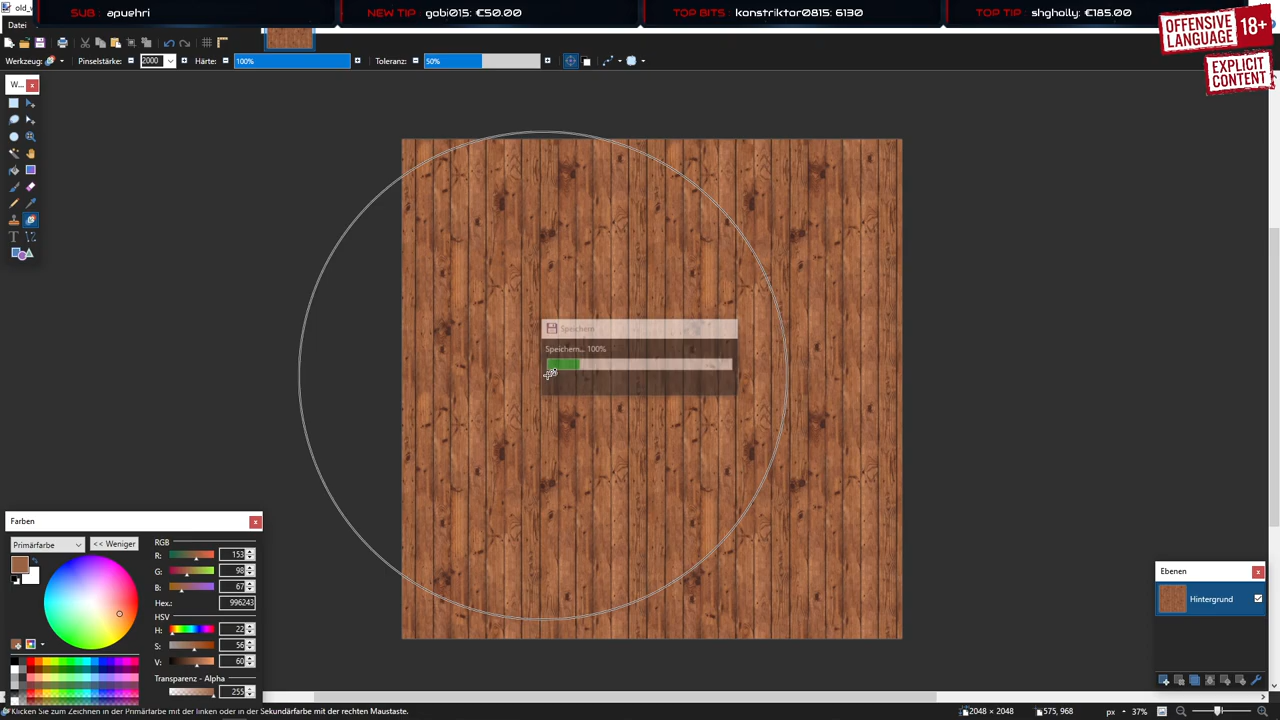 old_v
SUB : apuehri
NEW TIP : gobi015: €50.00
TOP BITS : konstriktor0815: 6130
TOP TIP : shgholly: €185.00
OFFENSIVE LANGUAGE 18+
EXPLICIT CONTENT
Datei
Werkzeug:
Pinselstärke: 2000
Härte: 100%
Toleranz: 50%
W...
Speichern
Speichern... 100%
Farben
Primärfarbe
<< Weniger
RGB
R: 153
G: 98
B: 67
Hex.: 996243
HSV
H: 22
S: 56
V: 60
Transparenz - Alpha
255
Ebenen
Hintergrund
Klicken Sie zum Zeichnen in der Primärfarbe mit der linken oder in der Sekundärfarbe mit der rechten Maustaste.
2048 × 2048
575, 968
px
37%